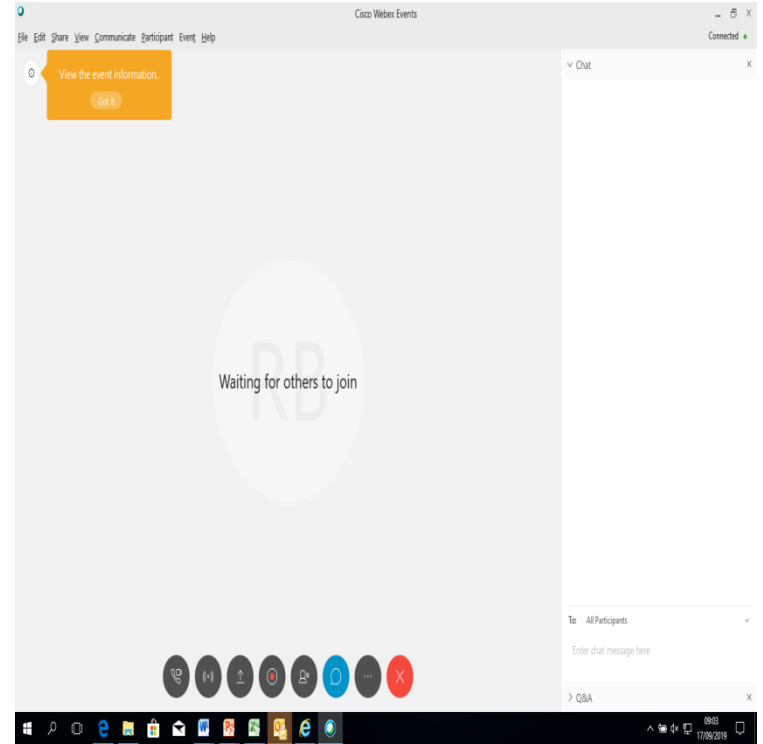 Cisco Webex Events
File Edit Share View Communicate Participant Event Help
Connected
View the event information.
Got it
Chat
RB
Waiting for others to join
To: All Participants
Enter chat message here
Q&A
09:03
17/09/2019